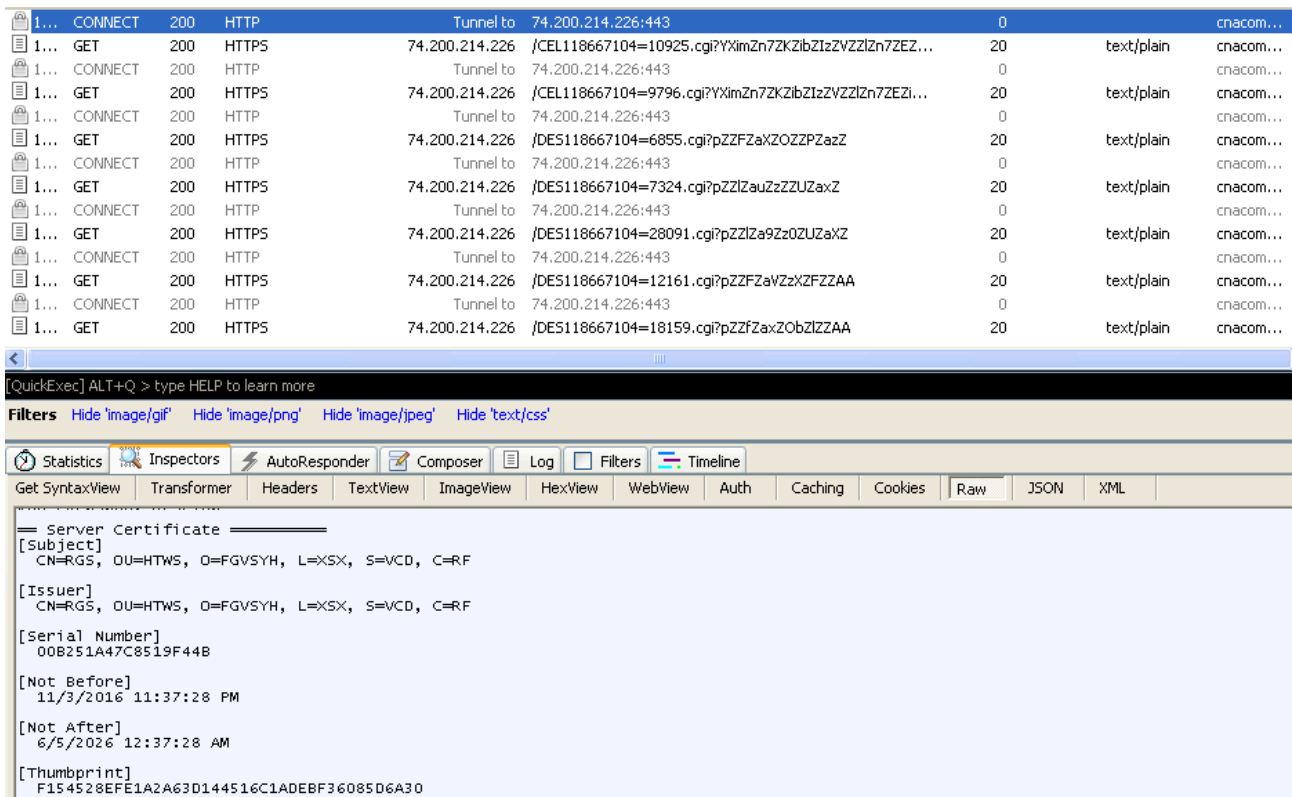 1... CONNECT 200 HTTP Tunnel to 74.200.214.226:443 0 cnacom...
1... GET 200 HTTPS 74.200.214.226 /CEL118667104=10925.cgi?YXimZn7ZKZibZIzZVZZlZn7ZEZ... 20 text/plain cnacom...
1... CONNECT 200 HTTP Tunnel to 74.200.214.226:443 0 cnacom...
1... GET 200 HTTPS 74.200.214.226 /CEL118667104=9796.cgi?YXimZn7ZKZibZIzZVZZlZn7ZEZi... 20 text/plain cnacom...
1... CONNECT 200 HTTP Tunnel to 74.200.214.226:443 0 cnacom...
1... GET 200 HTTPS 74.200.214.226 /DES118667104=6855.cgi?pZZFZaXZOZZPZazZ 20 text/plain cnacom...
1... CONNECT 200 HTTP Tunnel to 74.200.214.226:443 0 cnacom...
1... GET 200 HTTPS 74.200.214.226 /DES118667104=7324.cgi?pZZlZauZzZZUZaxZ 20 text/plain cnacom...
1... CONNECT 200 HTTP Tunnel to 74.200.214.226:443 0 cnacom...
1... GET 200 HTTPS 74.200.214.226 /DES118667104=28091.cgi?pZZlZa9Zz0ZUZaXZ 20 text/plain cnacom...
1... CONNECT 200 HTTP Tunnel to 74.200.214.226:443 0 cnacom...
1... GET 200 HTTPS 74.200.214.226 /DES118667104=12161.cgi?pZZFZaVZzXZFZZAA 20 text/plain cnacom...
1... CONNECT 200 HTTP Tunnel to 74.200.214.226:443 0 cnacom...
1... GET 200 HTTPS 74.200.214.226 /DES118667104=18159.cgi?pZZfZaxZObZlZZAA 20 text/plain cnacom...
[QuickExec] ALT+Q > type HELP to learn more
Filters Hide 'image/gif' Hide 'image/png' Hide 'image/jpeg' Hide 'text/css'
Statistics Inspectors AutoResponder Composer Log Filters Timeline
Get SyntaxView Transformer Headers TextView ImageView HexView WebView Auth Caching Cookies Raw JSON XML
== Server Certificate ==========
[Subject]
CN=RGS, OU=HTWS, O=FGVSYH, L=XSX, S=VCD, C=RF
[Issuer]
CN=RGS, OU=HTWS, O=FGVSYH, L=XSX, S=VCD, C=RF
[Serial Number]
00B251A47C8519F44B
[Not Before]
11/3/2016 11:37:28 PM
[Not After]
6/5/2026 12:37:28 AM
[Thumbprint]
F154528EFE1A2A63D144516C1ADEBF36085D6A30